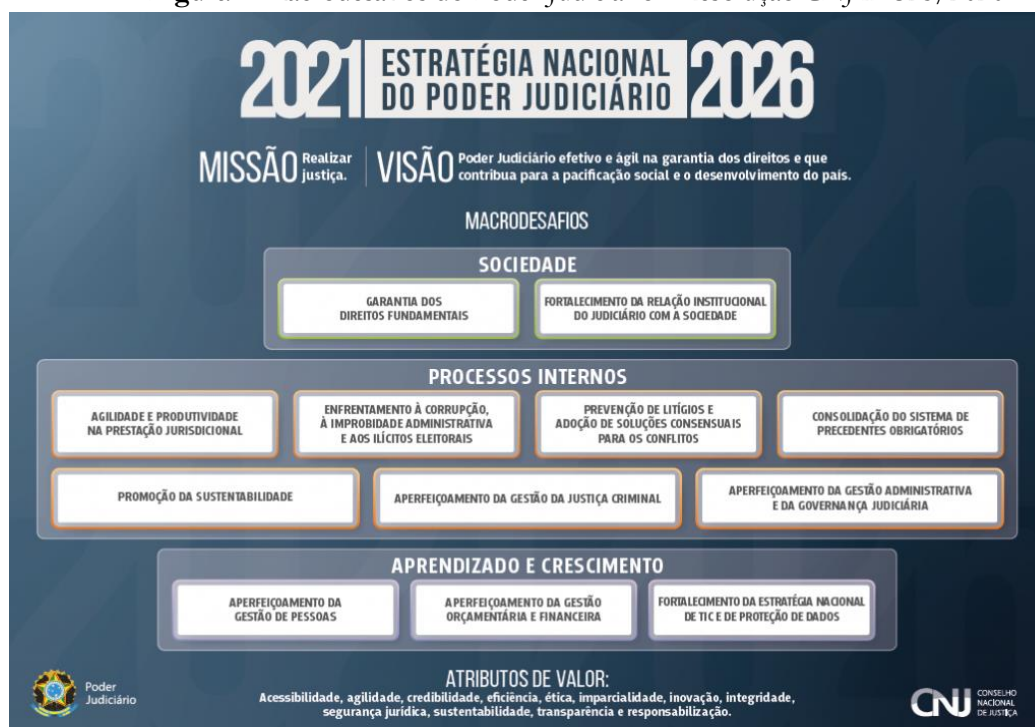 2021 ESTRATÉGIA NACIONAL DO PODER JUDICIÁRIO 2026
MISSÃO Realizar justiça.
VISÃO Poder Judiciário efetivo e ágil na garantia dos direitos e que
contribua para a pacificação social e o desenvolvimento do país.
MACRODESAFIOS
SOCIEDADE
GARANTIA DOS
DIREITOS FUNDAMENTAIS
FORTALECIMENTO DA RELAÇÃO INSTITUCIONAL
DO JUDICIÁRIO COM A SOCIEDADE
PROCESSOS INTERNOS
AGILIDADE E PRODUTIVIDADE
NA PRESTAÇÃO JURISDICIONAL
ENFRENTAMENTO À CORRUPÇÃO,
À IMPROBIDADE ADMINISTRATIVA
E AOS ILÍCITOS ELEITORAIS
PREVENÇÃO DE LITÍGIOS E
ADOÇÃO DE SOLUÇÕES CONSENSUAIS
PARA OS CONFLITOS
CONSOLIDAÇÃO DO SISTEMA DE
PRECEDENTES OBRIGATÓRIOS
PROMOÇÃO DA SUSTENTABILIDADE
APERFEIÇOAMENTO DA GESTÃO DA JUSTIÇA CRIMINAL
APERFEIÇOAMENTO DA GESTÃO ADMINISTRATIVA
E DA GOVERNANÇA JUDICIÁRIA
APRENDIZADO E CRESCIMENTO
APERFEIÇOAMENTO DA
GESTÃO DE PESSOAS
APERFEIÇOAMENTO DA GESTÃO
ORÇAMENTÁRIA E FINANCEIRA
FORTALECIMENTO DA ESTRATÉGIA NACIONAL
DE TIC E DE PROTEÇÃO DE DADOS
ATRIBUTOS DE VALOR:
Acessibilidade, agilidade, credibilidade, eficiência, ética, imparcialidade, inovação, integridade,
segurança jurídica, sustentabilidade, transparência e responsabilização.
Poder
Judiciário
CNJ CONSELHO
NACIONAL
DE JUSTIÇA